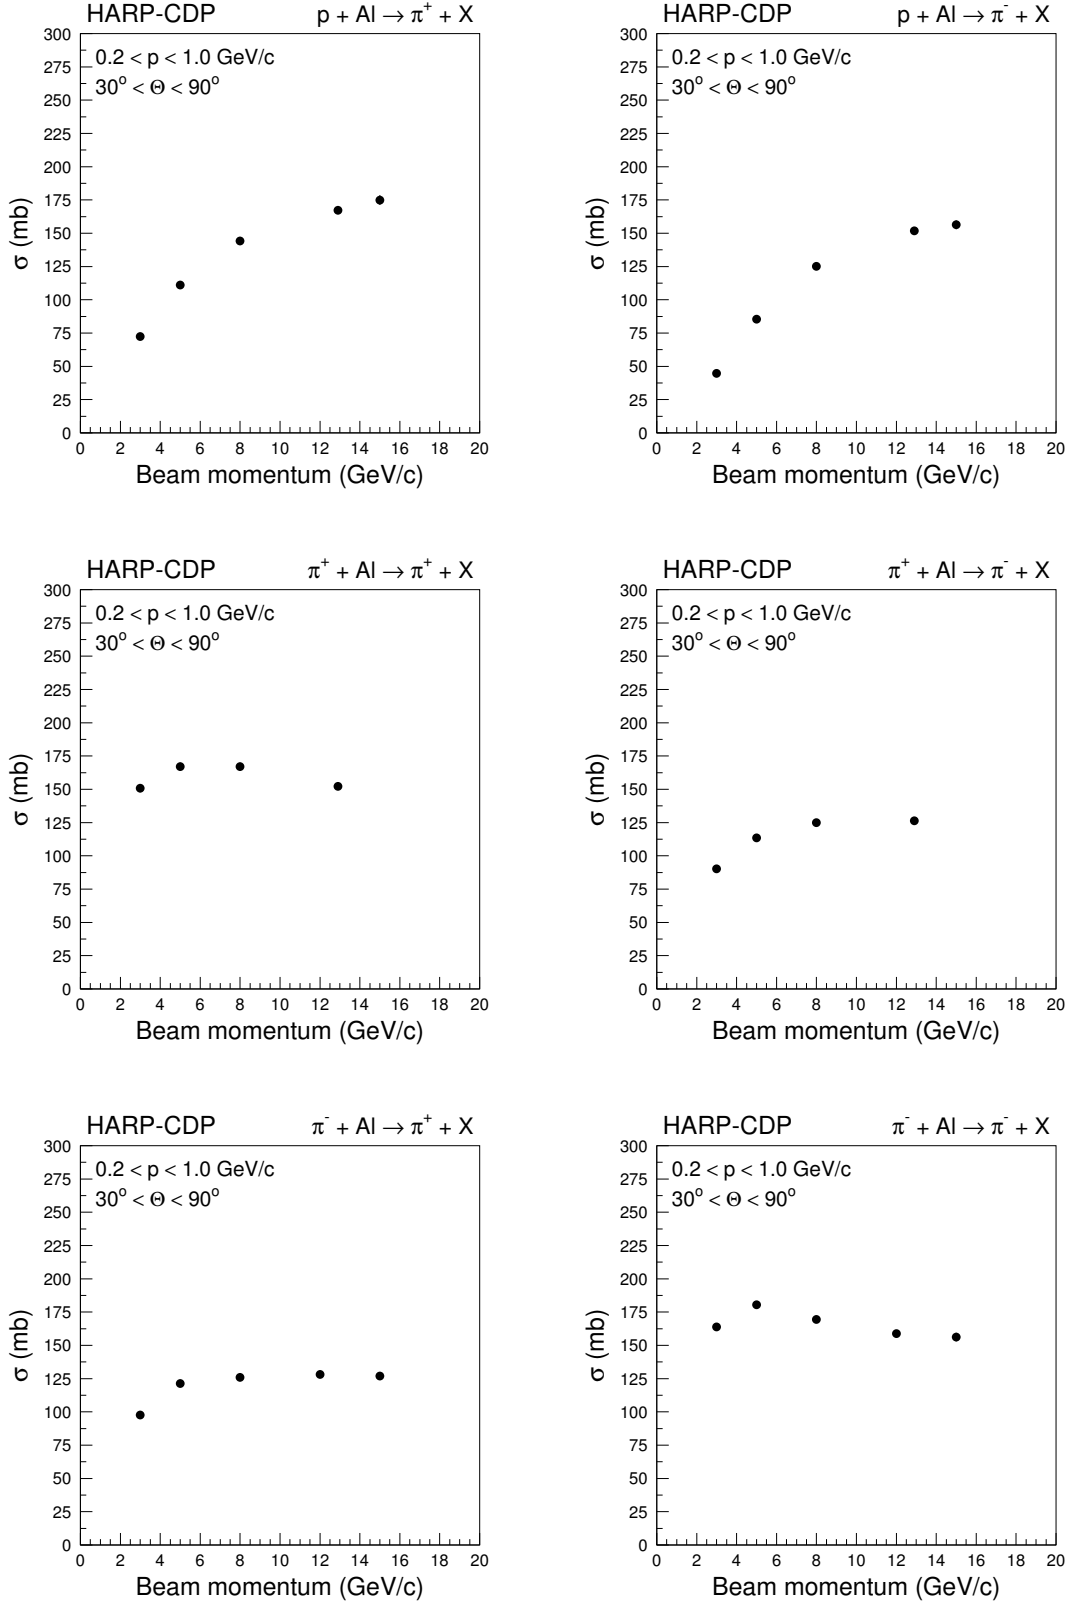 HARP-CDP p + Al → π⁺ + X
0.2 < p < 1.0 GeV/c
30° < Θ < 90°
σ (mb)
300
275
250
225
200
175
150
125
100
75
50
25
0
0 2 4 6 8 10 12 14 16 18 20
Beam momentum (GeV/c)
HARP-CDP p + Al → π⁻ + X
0.2 < p < 1.0 GeV/c
30° < Θ < 90°
σ (mb)
300
275
250
225
200
175
150
125
100
75
50
25
0
0 2 4 6 8 10 12 14 16 18 20
Beam momentum (GeV/c)
HARP-CDP π⁺ + Al → π⁺ + X
0.2 < p < 1.0 GeV/c
30° < Θ < 90°
σ (mb)
300
275
250
225
200
175
150
125
100
75
50
25
0
0 2 4 6 8 10 12 14 16 18 20
Beam momentum (GeV/c)
HARP-CDP π⁺ + Al → π⁻ + X
0.2 < p < 1.0 GeV/c
30° < Θ < 90°
σ (mb)
300
275
250
225
200
175
150
125
100
75
50
25
0
0 2 4 6 8 10 12 14 16 18 20
Beam momentum (GeV/c)
HARP-CDP π⁻ + Al → π⁺ + X
0.2 < p < 1.0 GeV/c
30° < Θ < 90°
σ (mb)
300
275
250
225
200
175
150
125
100
75
50
25
0
0 2 4 6 8 10 12 14 16 18 20
Beam momentum (GeV/c)
HARP-CDP π⁻ + Al → π⁻ + X
0.2 < p < 1.0 GeV/c
30° < Θ < 90°
σ (mb)
300
275
250
225
200
175
150
125
100
75
50
25
0
0 2 4 6 8 10 12 14 16 18 20
Beam momentum (GeV/c)